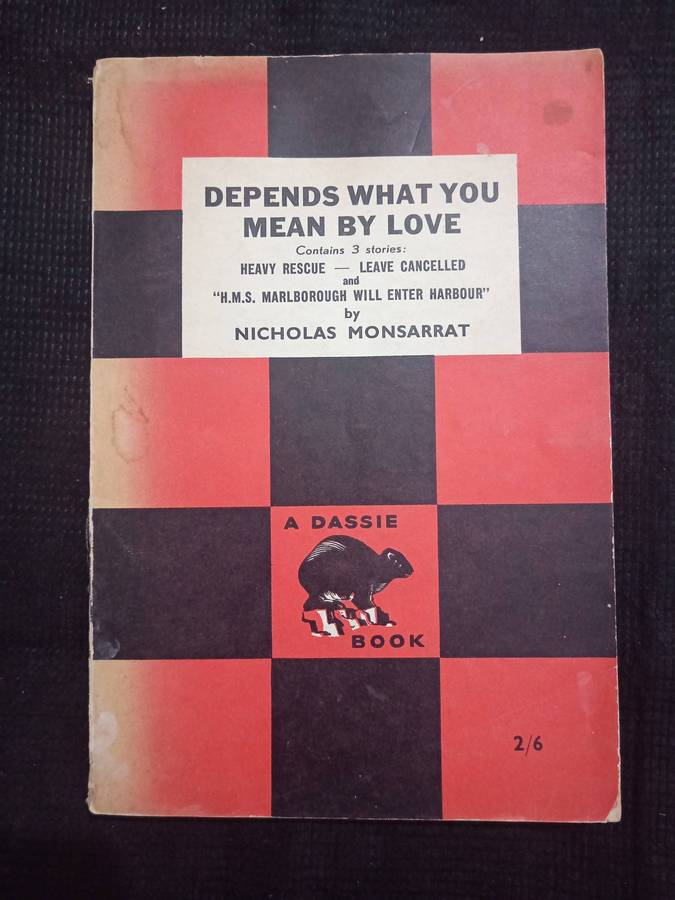 DEPENDS WHAT YOU
MEAN BY LOVE
Contains 3 stories:
HEAVY RESCUE — LEAVE CANCELLED
and
"H.M.S. MARLBOROUGH WILL ENTER HARBOUR"
by
NICHOLAS MONSARRAT
A DASSIE
BOOK
2/6